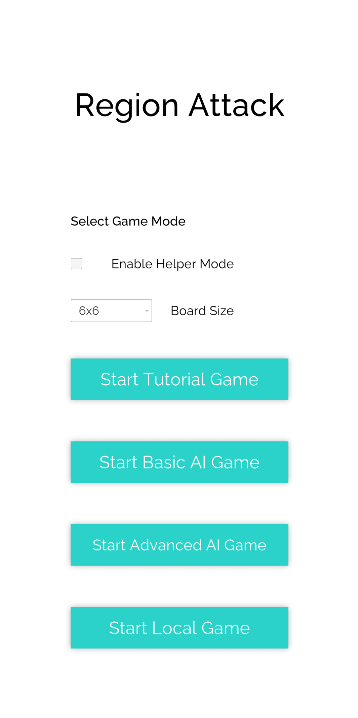 Region Attack
Select Game Mode
Enable Helper Mode
6x6 Board Size
Start Tutorial Game
Start Basic AI Game
Start Advanced AI Game
Start Local Game